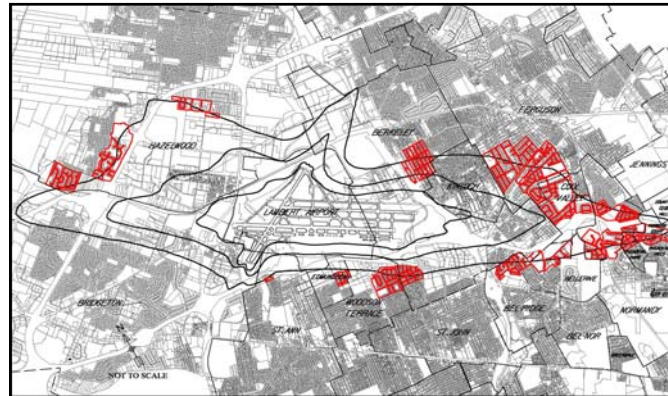 FERGUSON
BERKELEY
JENNINGS
HAZELWOOD
COOL
VALLEY
LAMBERT AIRPORT
BELLERIVE
EDMUNDSON
BRIDGETON
WOODSON
TERRACE
BEL-RIDGE
NORMANDY
ST. ANN
ST. JOHN
BEL-NOR
N
NOT TO SCALE